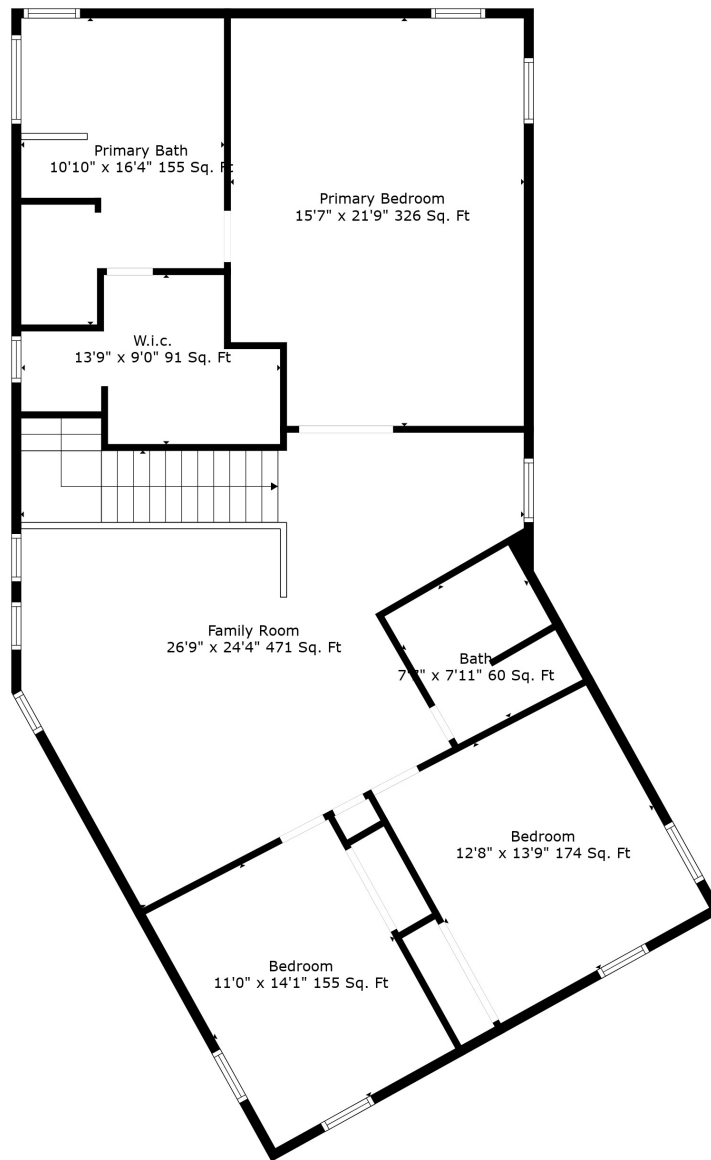 Primary Bath
10'10" x 16'4" 155 Sq. Ft
Primary Bedroom
15'7" x 21'9" 326 Sq. Ft
W.i.c.
13'9" x 9'0" 91 Sq. Ft
Family Room
26'9" x 24'4" 471 Sq. Ft
Bath
7'7" x 7'11" 60 Sq. Ft
Bedroom
12'8" x 13'9" 174 Sq. Ft
Bedroom
11'0" x 14'1" 155 Sq. Ft